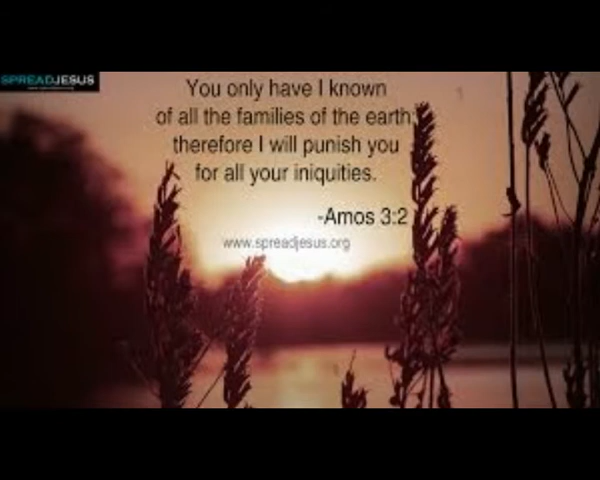 SPREADJESUS
You only have I known
of all the families of the earth;
therefore I will punish you
for all your iniquities.
-Amos 3:2
www.spreadjesus.org